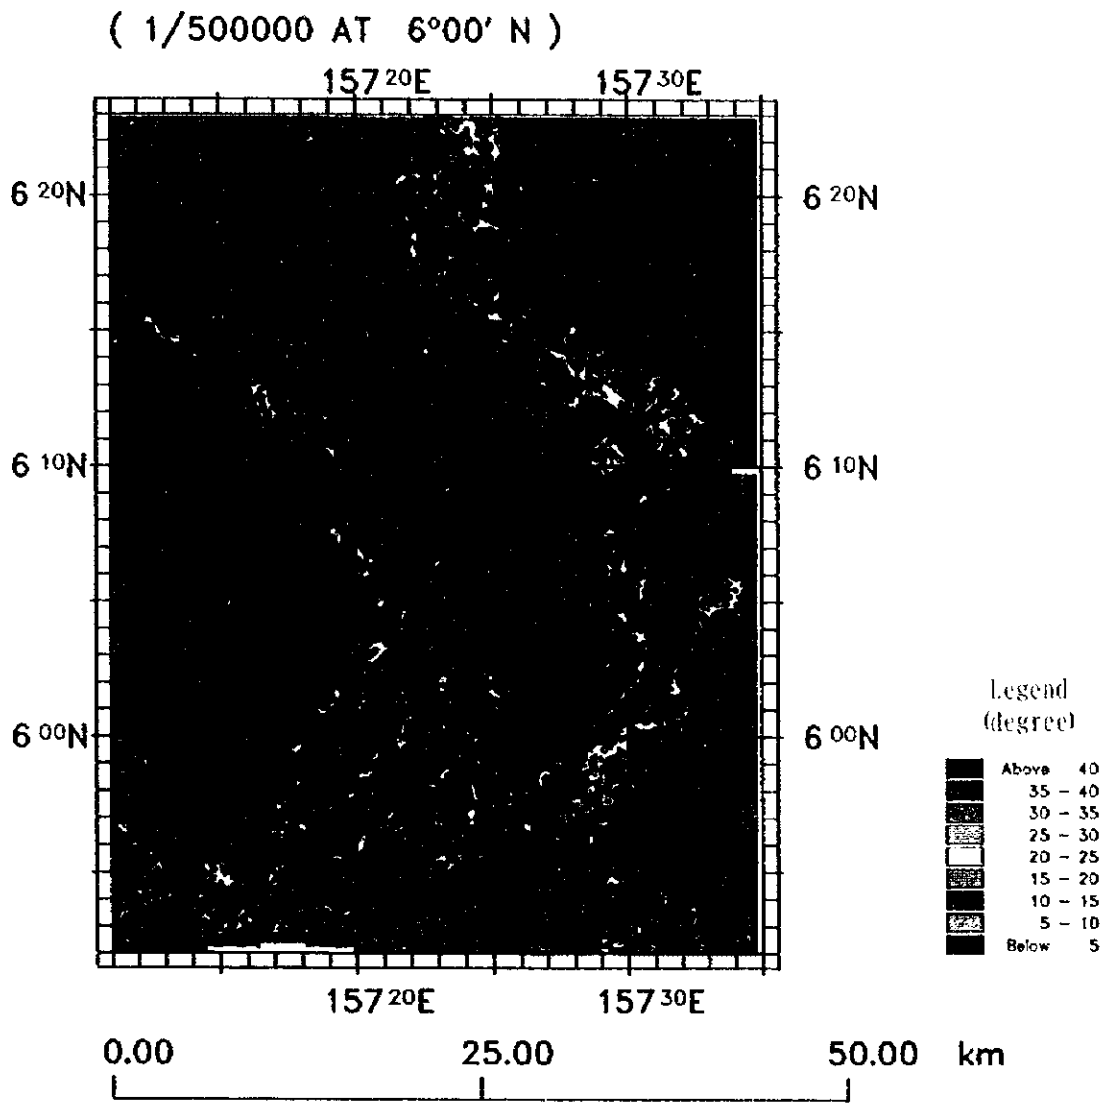 ( 1/500000 AT 6°00' N )
157 20E 157 30E
6 20N 6 20N
6 10N 6 10N
6 00N 6 00N
157 20E 157 30E
Legend
(degree)
Above 40
35 - 40
30 - 35
25 - 30
20 - 25
15 - 20
10 - 15
5 - 10
Below 5
0.00 25.00 50.00 km